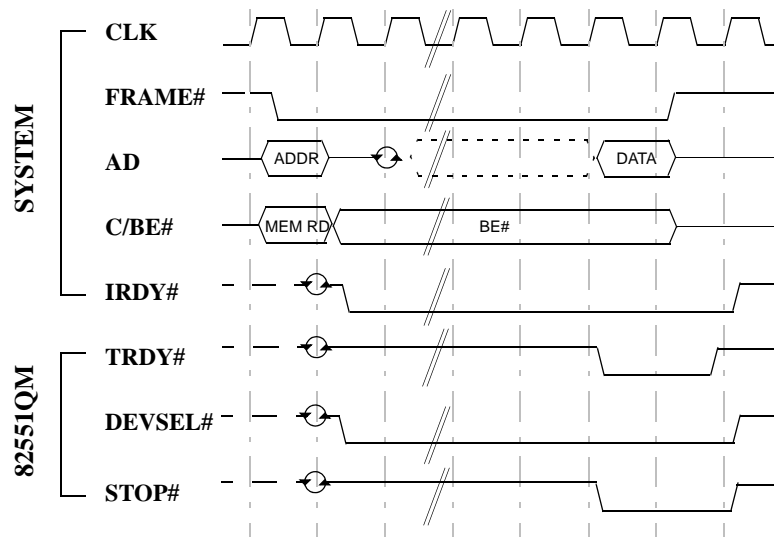 SYSTEM
CLK
FRAME#
AD
ADDR
DATA
C/BE#
MEM RD
BE#
IRDY#
82551QM
TRDY#
DEVSEL#
STOP#